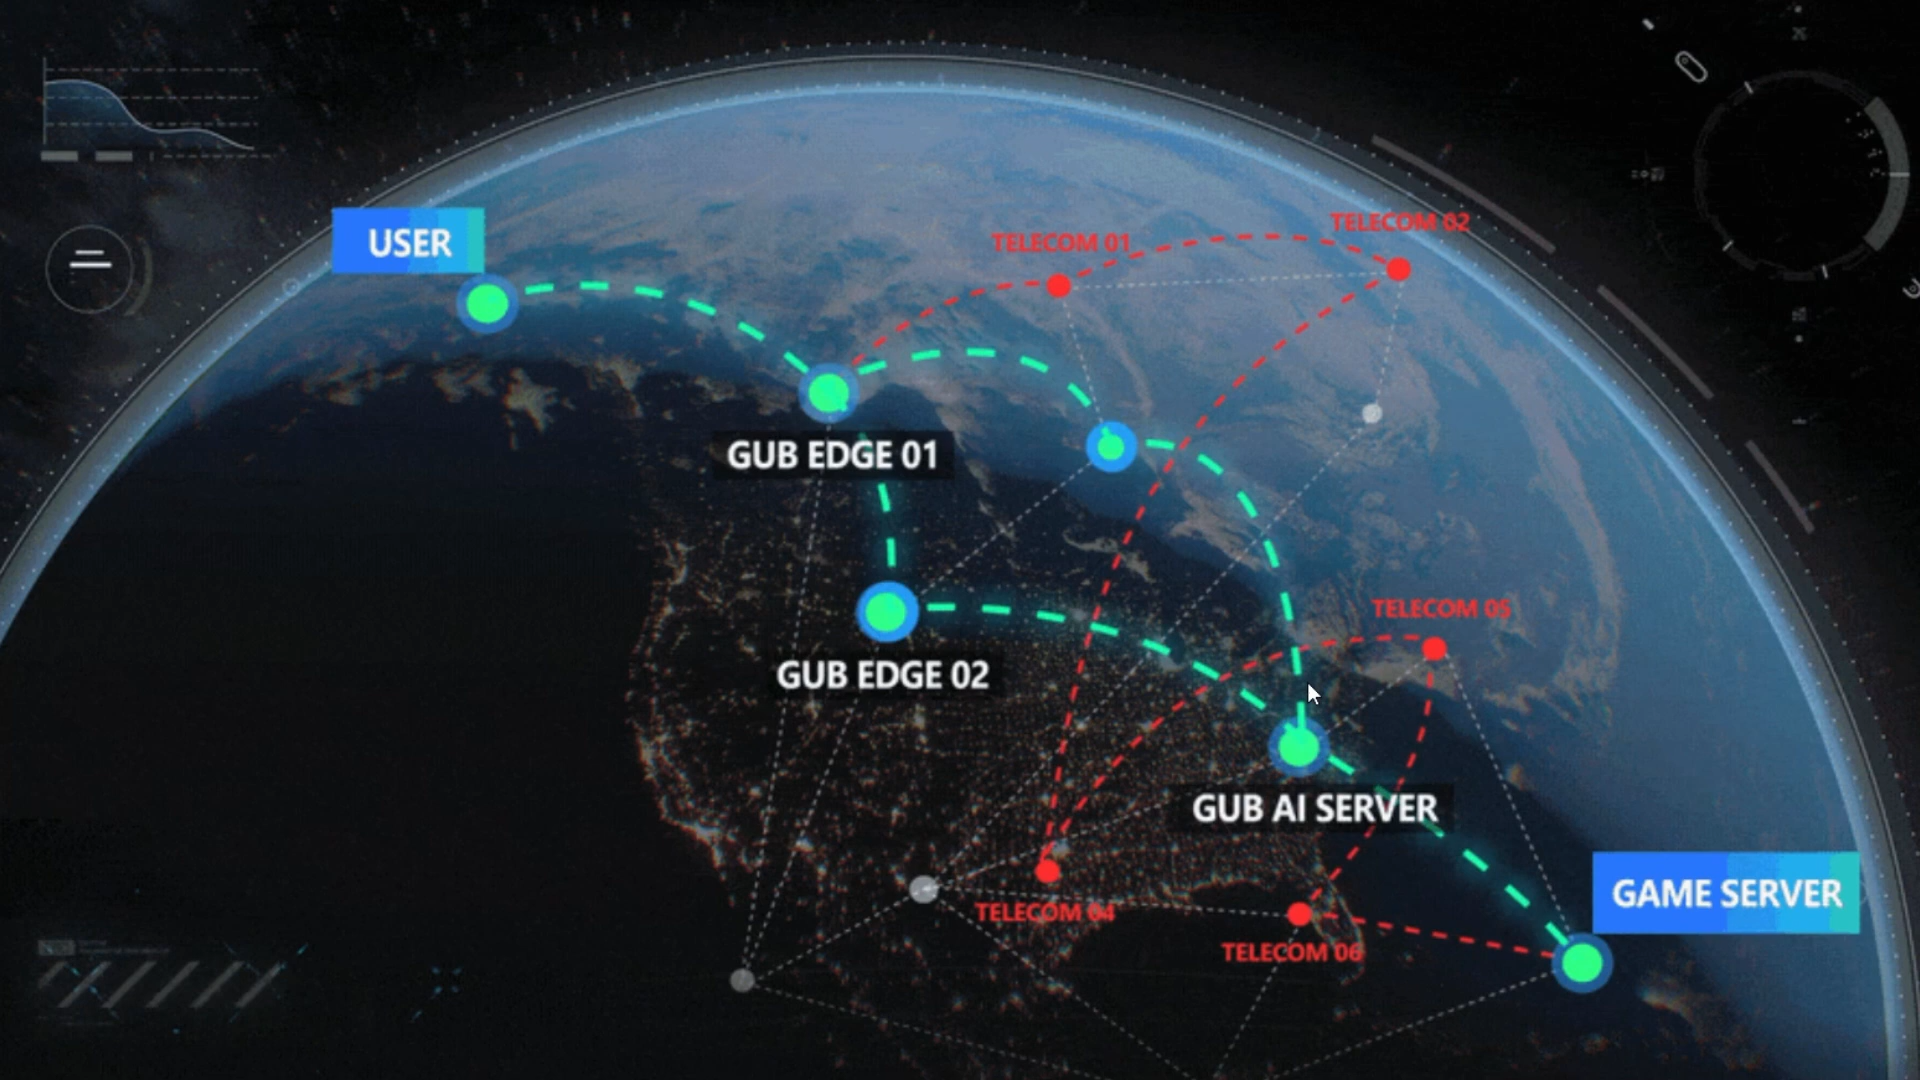 USER
TELECOM 01
TELECOM 02
GUB EDGE 01
TELECOM 05
GUB EDGE 02
GUB AI SERVER
GAME SERVER
TELECOM 04
TELECOM 06